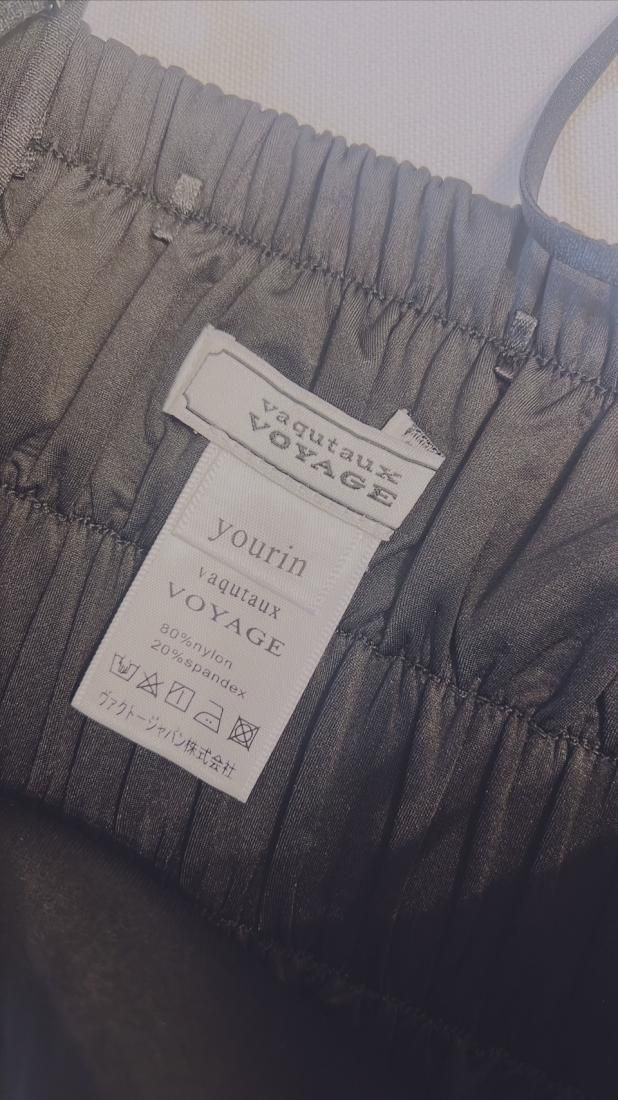 vaqutaux
VOYAGE
yourin
vaqutaux
VOYAGE
80%nylon
20%spandex
ヴァクトージャパン株式会社